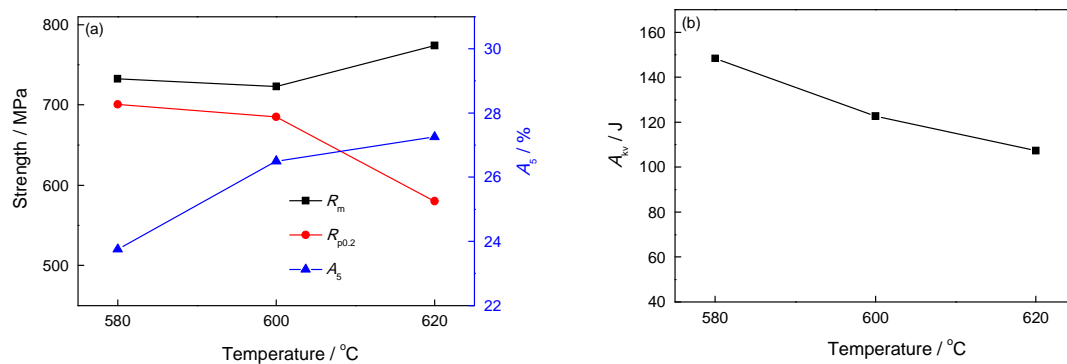 (a)
800
700
600
500
Strength / MPa
30
28
26
24
22
A5 / %
Rm
Rp0.2
A5
580
600
620
Temperature / °C
(b)
160
140
120
100
80
60
40
Akv / J
580
600
620
Temperature / °C